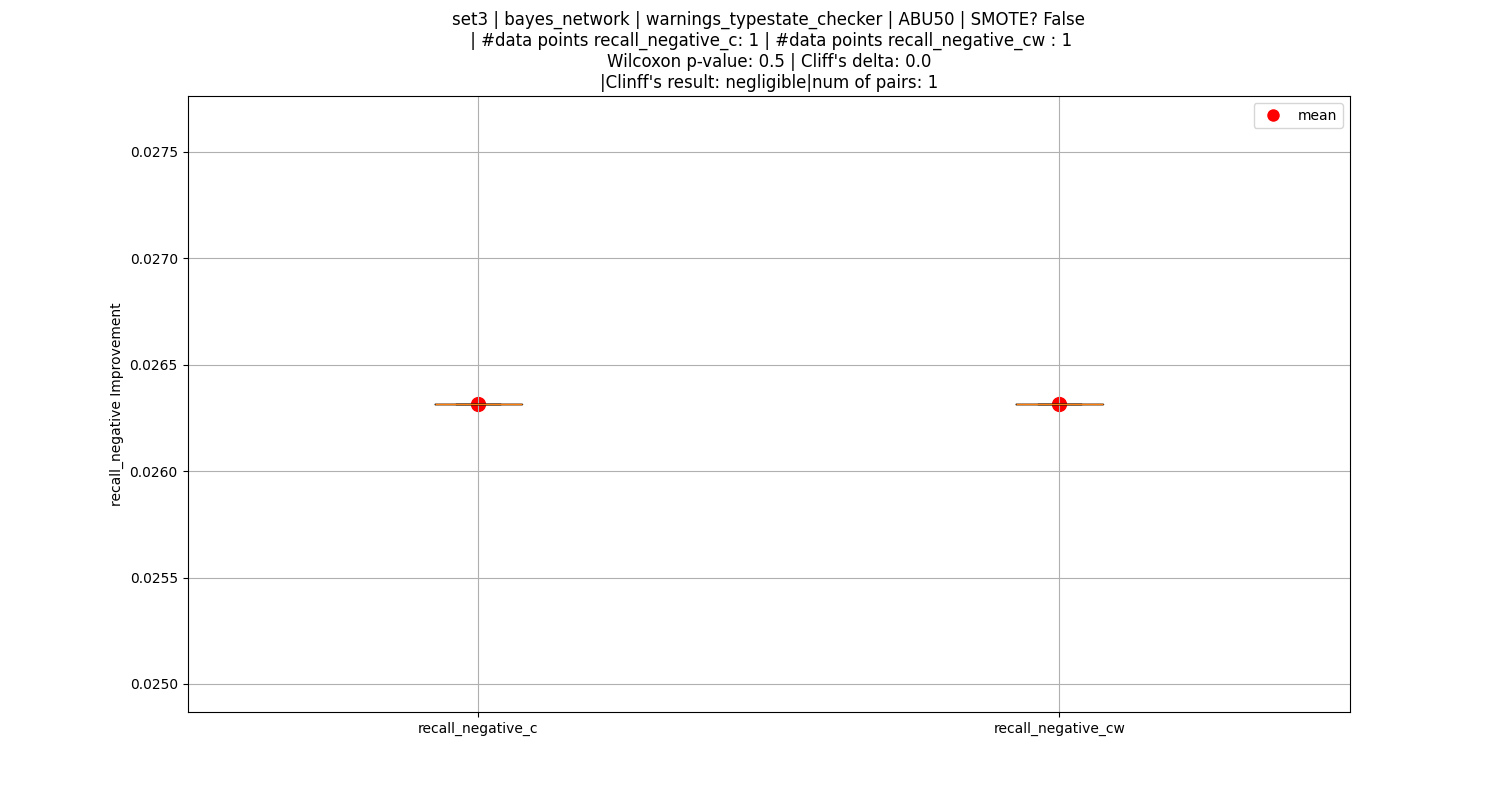 set3 | bayes_network | warnings_typestate_checker | ABU50 | SMOTE? False
| #data points recall_negative_c: 1 | #data points recall_negative_cw : 1
Wilcoxon p-value: 0.5 | Cliff's delta: 0.0
|Clinff's result: negligible|num of pairs: 1
mean
0.0275
0.0270
0.0265
0.0260
0.0255
0.0250
recall_negative Improvement
recall_negative_c
recall_negative_cw